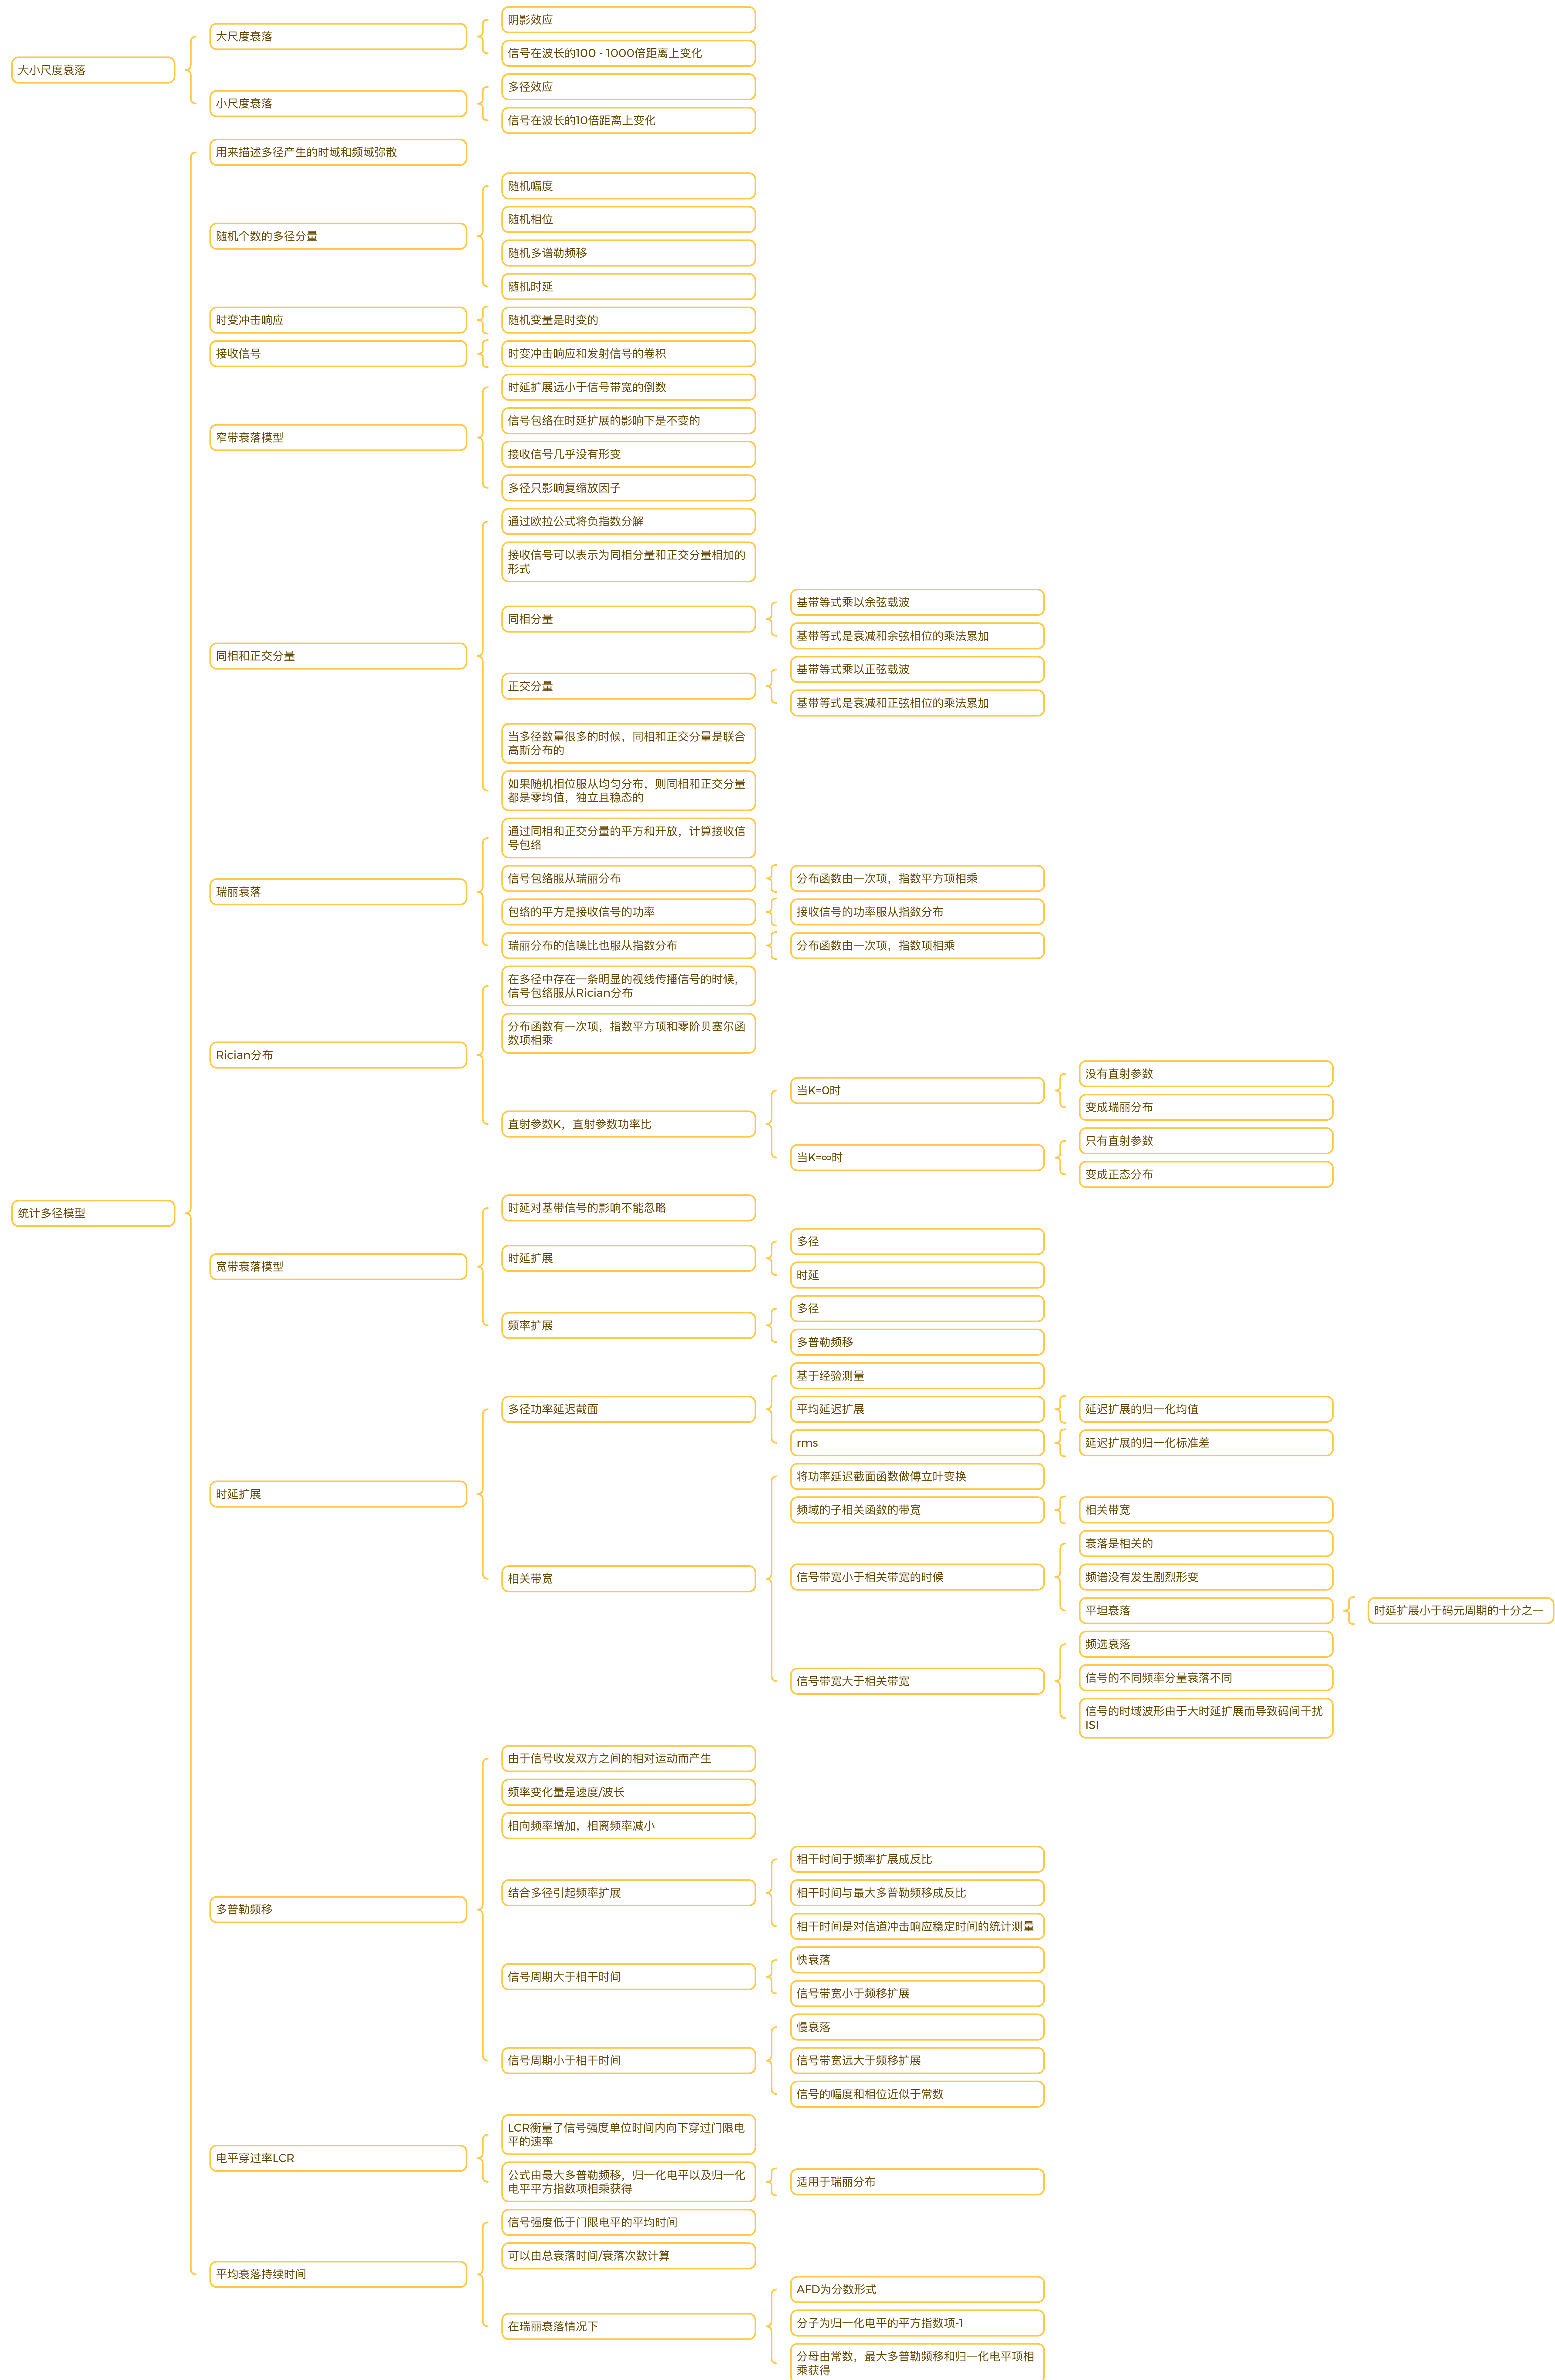 大小尺度衰落
大尺度衰落
阴影效应
信号在波长的100 - 1000倍距离上变化
小尺度衰落
多径效应
信号在波长的10倍距离上变化
统计多径模型
用来描述多径产生的时域和频域弥散
随机个数的多径分量
随机幅度
随机相位
随机多谱勒频移
随机时延
时变冲击响应
随机变量是时变的
接收信号
时变冲击响应和发射信号的卷积
窄带衰落模型
时延扩展远小于信号带宽的倒数
信号包络在时延扩展的影响下是不变的
接收信号几乎没有形变
多径只影响复缩放因子
同相和正交分量
通过欧拉公式将负指数分解
接收信号可以表示为同相分量和正交分量相加的
形式
同相分量
基带等式乘以余弦载波
基带等式是衰减和余弦相位的乘法累加
正交分量
基带等式乘以正弦载波
基带等式是衰减和正弦相位的乘法累加
当多径数量很多的时候，同相和正交分量是联合
高斯分布的
如果随机相位服从均匀分布，则同相和正交分量
都是零均值，独立且稳态的
瑞丽衰落
通过同相和正交分量的平方和开放，计算接收信
号包络
信号包络服从瑞丽分布
分布函数由一次项，指数平方项相乘
包络的平方是接收信号的功率
接收信号的功率服从指数分布
瑞丽分布的信噪比也服从指数分布
分布函数由一次项，指数项相乘
Rician分布
在多径中存在一条明显的视线传播信号的时候，
信号包络服从Rician分布
分布函数有一次项，指数平方项和零阶贝塞尔函
数项相乘
直射参数K，直射参数功率比
当K=0时
没有直射参数
变成瑞丽分布
当K=∞时
只有直射参数
变成正态分布
宽带衰落模型
时延对基带信号的影响不能忽略
时延扩展
多径
时延
频率扩展
多径
多普勒频移
时延扩展
多径功率延迟截面
基于经验测量
平均延迟扩展
延迟扩展的归一化均值
rms
延迟扩展的归一化标准差
相关带宽
将功率延迟截面函数做傅立叶变换
频域的子相关函数的带宽
相关带宽
信号带宽小于相关带宽的时候
衰落是相关的
频谱没有发生剧烈形变
平坦衰落
时延扩展小于码元周期的十分之一
信号带宽大于相关带宽
频选衰落
信号的不同频率分量衰落不同
信号的时域波形由于大时延扩展而导致码间干扰
ISI
多普勒频移
由于信号收发双方之间的相对运动而产生
频率变化量是速度/波长
相向频率增加，相离频率减小
结合多径引起频率扩展
相干时间于频率扩展成反比
相干时间与最大多普勒频移成反比
相干时间是对信道冲击响应稳定时间的统计测量
信号周期大于相干时间
快衰落
信号带宽小于频移扩展
信号周期小于相干时间
慢衰落
信号带宽远大于频移扩展
信号的幅度和相位近似于常数
电平穿过率LCR
LCR衡量了信号强度单位时间内向下穿过门限电
平的速率
公式由最大多普勒频移，归一化电平以及归一化
电平平方指数项相乘获得
适用于瑞丽分布
平均衰落持续时间
信号强度低于门限电平的平均时间
可以由总衰落时间/衰落次数计算
在瑞丽衰落情况下
AFD为分数形式
分子为归一化电平的平方指数项-1
分母由常数，最大多普勒频移和归一化电平项相
乘获得